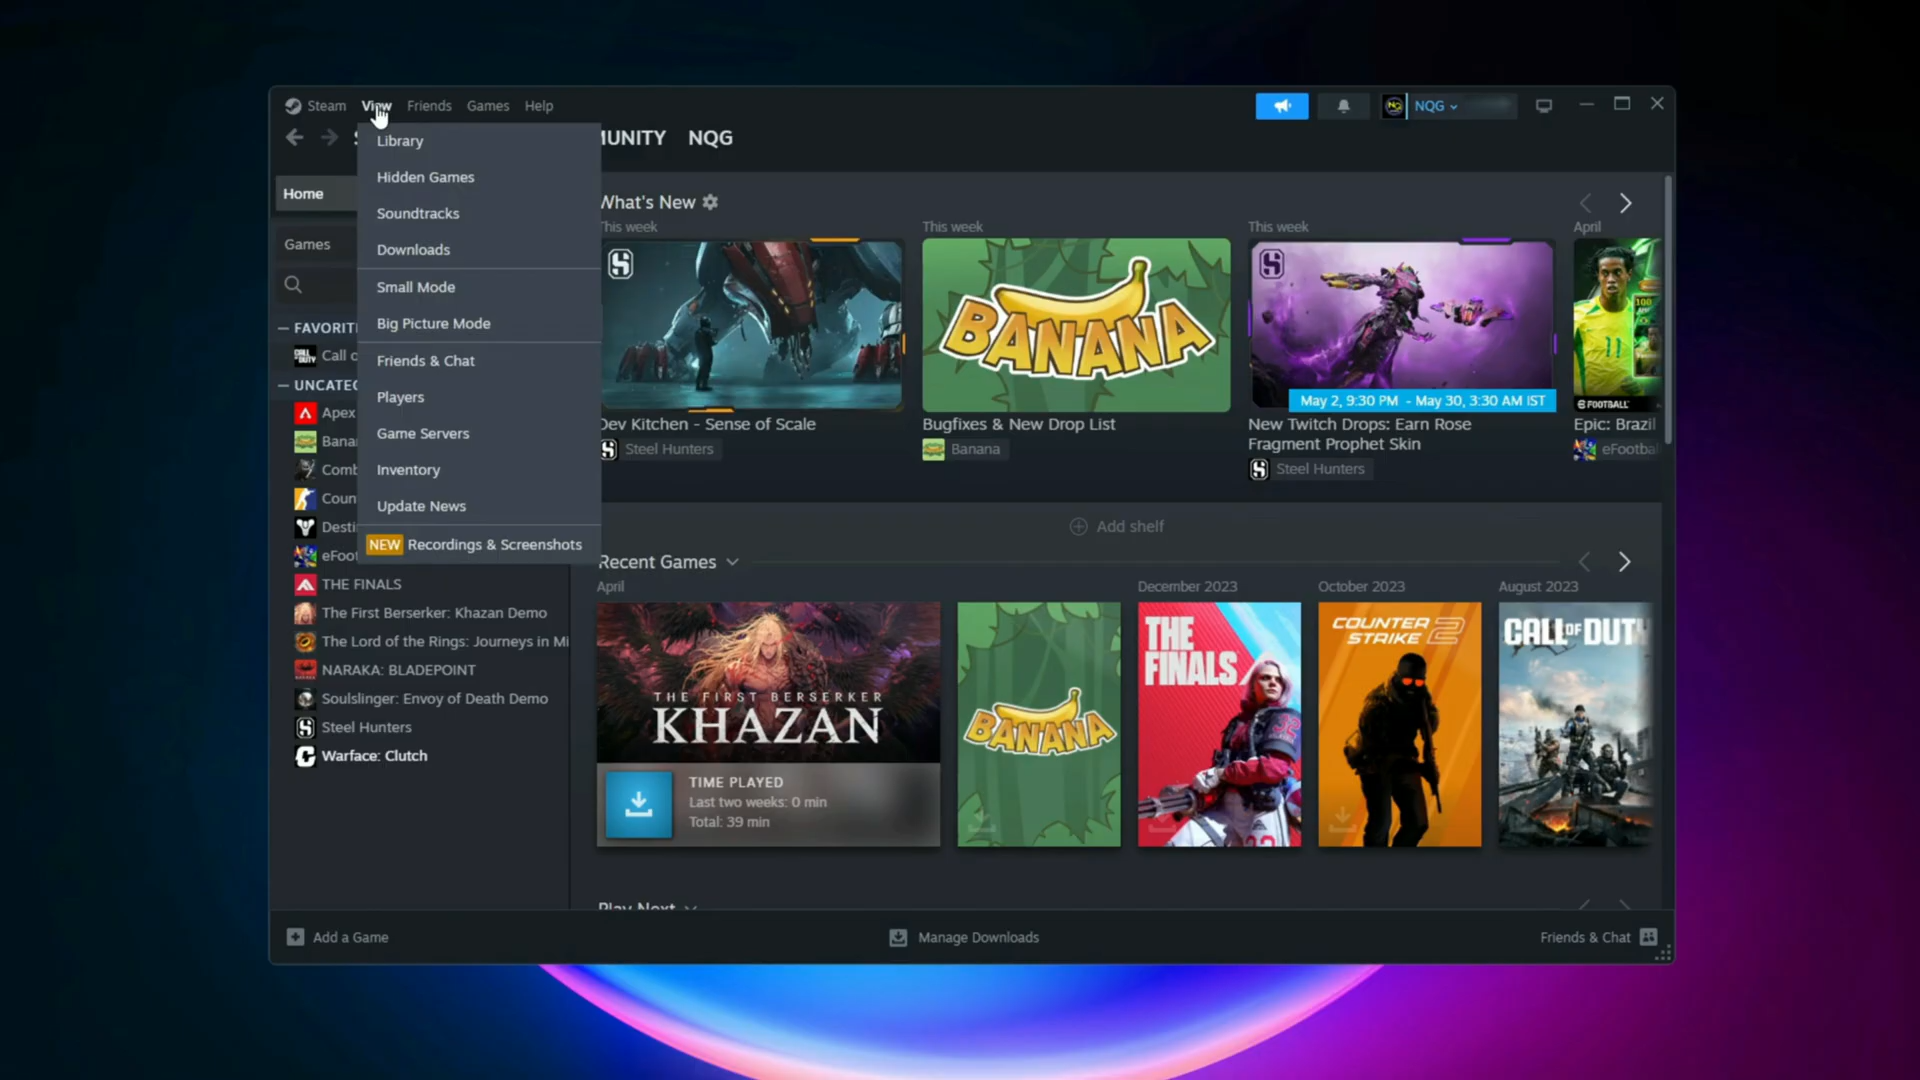 Steam View Friends Games Help
NQG
MUNITY NQG
Library
Hidden Games
Soundtracks
Downloads
Small Mode
Big Picture Mode
Friends & Chat
Players
Game Servers
Inventory
Update News
NEW Recordings & Screenshots
Home
Games
FAVORIT
Call o
UNCATEG
Apex
Bana
Comb
Coun
Desti
eFoot
THE FINALS
The First Berserker: Khazan Demo
The Lord of the Rings: Journeys in Mi
NARAKA: BLADEPOINT
Soulslinger: Envoy of Death Demo
Steel Hunters
Warface: Clutch
What's New
This week
Dev Kitchen - Sense of Scale
Steel Hunters
This week
BANANA
Bugfixes & New Drop List
Banana
This week
May 2, 9:30 PM - May 30, 3:30 AM IST
New Twitch Drops: Earn Rose
Fragment Prophet Skin
Steel Hunters
April
100
11
EFOOTBALL
Epic: Brazil
eFootba
Add shelf
Recent Games
April
THE FIRST BERSERKER
KHAZAN
TIME PLAYED
Last two weeks: 0 min
Total: 39 min
BANANA
December 2023
THE
FINALS
October 2023
COUNTER
STRIKE 2
August 2023
CALL OF DUTY
Play Next
Add a Game
Manage Downloads
Friends & Chat